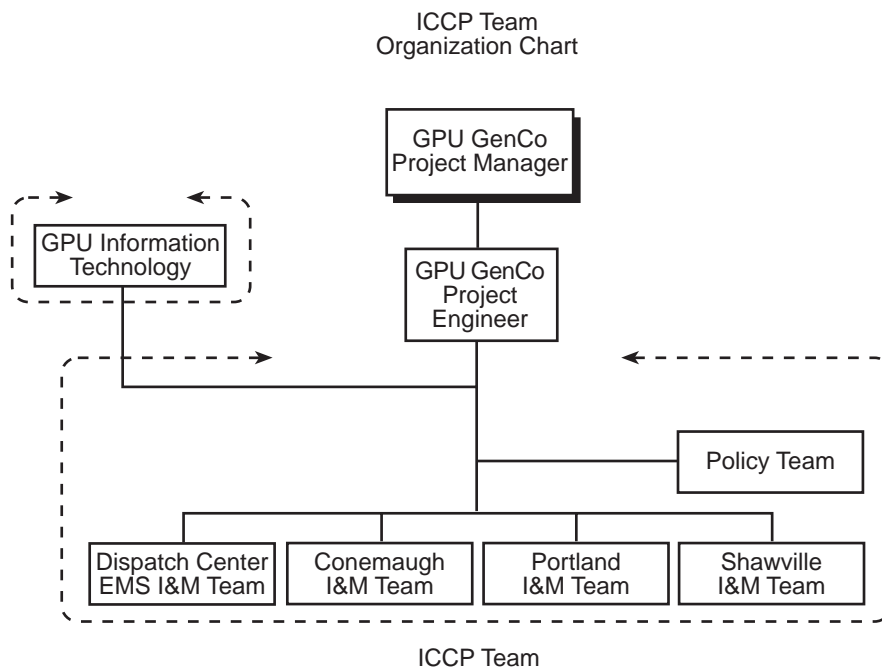 ICCP Team
Organization Chart
GPU GenCo
Project Manager
GPU Information
Technology
GPU GenCo
Project
Engineer
Policy Team
Dispatch Center
EMS I&M Team
Conemaugh
I&M Team
Portland
I&M Team
Shawville
I&M Team
ICCP Team